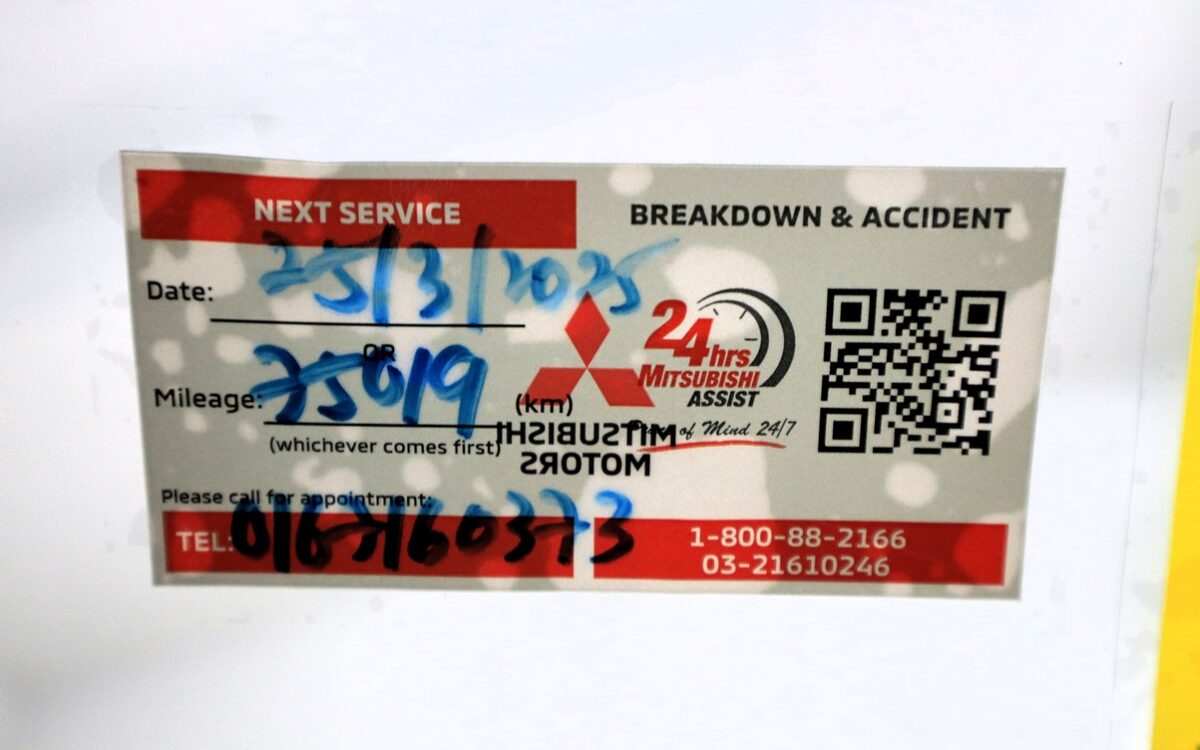 NEXT SERVICE
Date: 25/3/2025
OR
Mileage: 75019 (km)
(whichever comes first)
Please call for appointment:
TEL: 0167160373
BREAKDOWN & ACCIDENT
24hrs
MITSUBISHI
ASSIST
of Mind 24/7
MITSUBISHI
MOTORS
1-800-88-2166
03-21610246